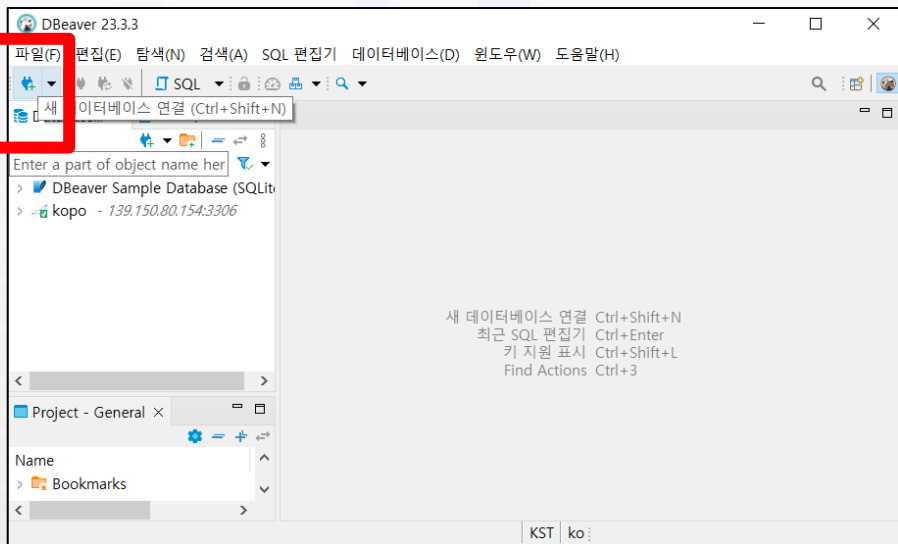 DBeaver 23.3.3
파일(F) 편집(E) 탐색(N) 검색(A) SQL 편집기 데이터베이스(D) 윈도우(W) 도움말(H)
SQL
새 데이터베이스 연결 (Ctrl+Shift+N)
Enter a part of object name her
DBeaver Sample Database (SQLite
kopo - 139.150.80.154:3306
새 데이터베이스 연결 Ctrl+Shift+N
최근 SQL 편집기 Ctrl+Enter
키 지원 표시 Ctrl+Shift+L
Find Actions Ctrl+3
Project - General
Name
Bookmarks
KST ko